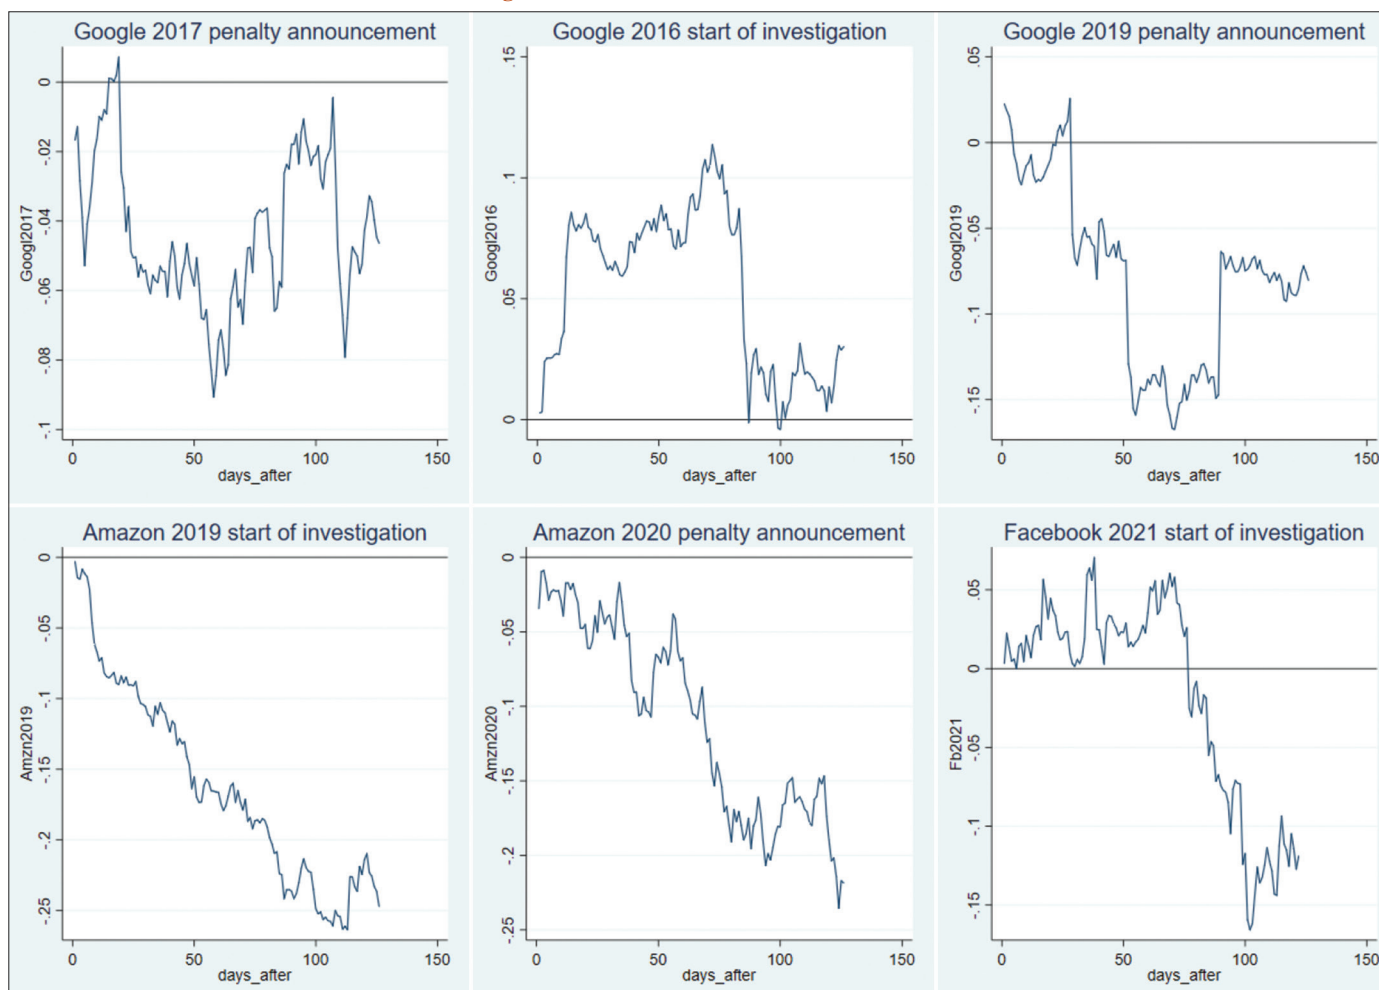 Google 2017 penalty announcement
0
-.02
-.04
-.06
-.08
-.1
Googl2017
0 50 100 150
days_after
Google 2016 start of investigation
.15
.1
.05
0
Googl2016
0 50 100 150
days_after
Google 2019 penalty announcement
.05
0
-.05
-.1
-.15
Googl2019
0 50 100 150
days_after
Amazon 2019 start of investigation
0
-.05
-.1
-.15
-.2
-.25
Amzn2019
0 50 100 150
days_after
Amazon 2020 penalty announcement
0
-.05
-.1
-.15
-.2
-.25
Amzn2020
0 50 100 150
days_after
Facebook 2021 start of investigation
.05
0
-.05
-.1
-.15
Fb2021
0 50 100 150
days_after